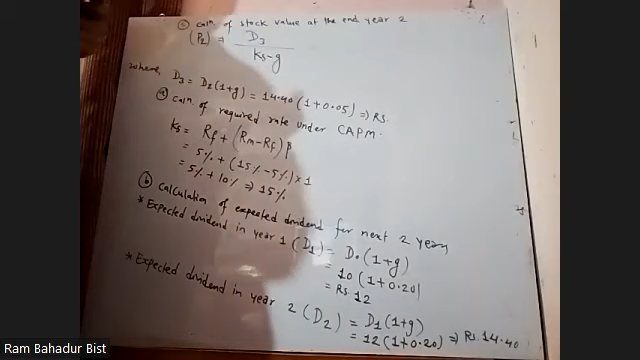 © caln. of stock value at the end year 2
(P2) ⇒ D3 / Ks-g
where, D3 = D2(1+g) = 14.40 (1+0.05) ⇒ RS.
ⓐ caln. of required rate under CAPM.
Ks = Rf + (Rm-Rf) β
= 5% + (15% - 5%) × 1
= 5% + 10% ⇒ 15%
ⓑ Calculation of expected dividend for next 2 years
* Expected dividend in year 1 (D1) = D0 (1+g)
= 10 (1+0.20)
= Rs. 12
* Expected dividend in year 2 (D2) = D1 (1+g)
= 12 (1+0.20) ⇒ Rs. 14.40
Ram Bahadur Bist